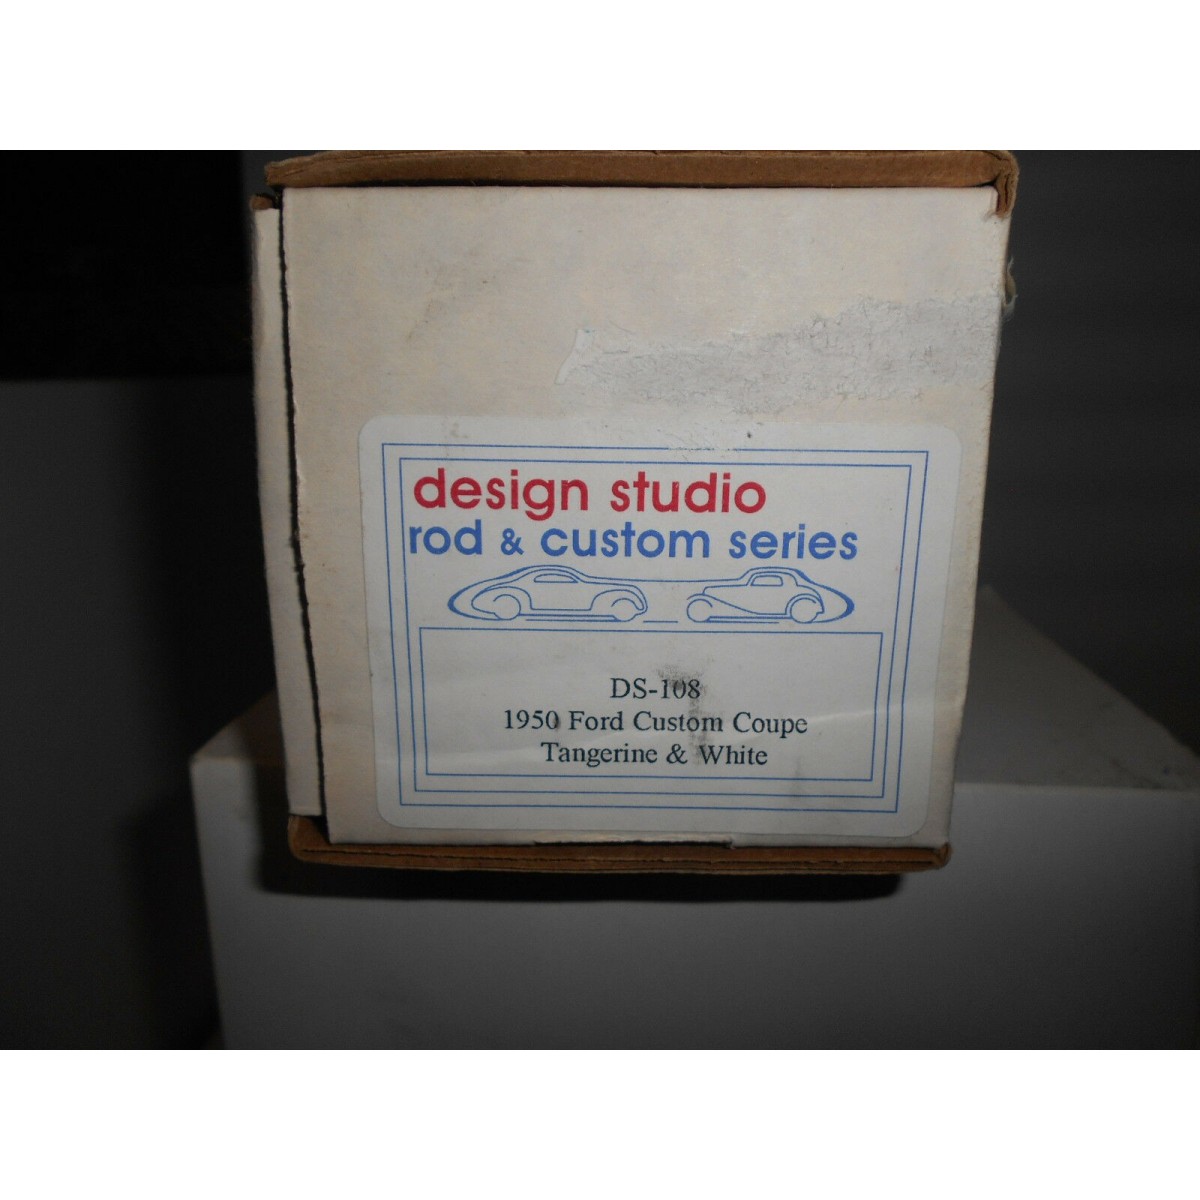 design studio
rod & custom series
DS-108
1950 Ford Custom Coupe
Tangerine & White